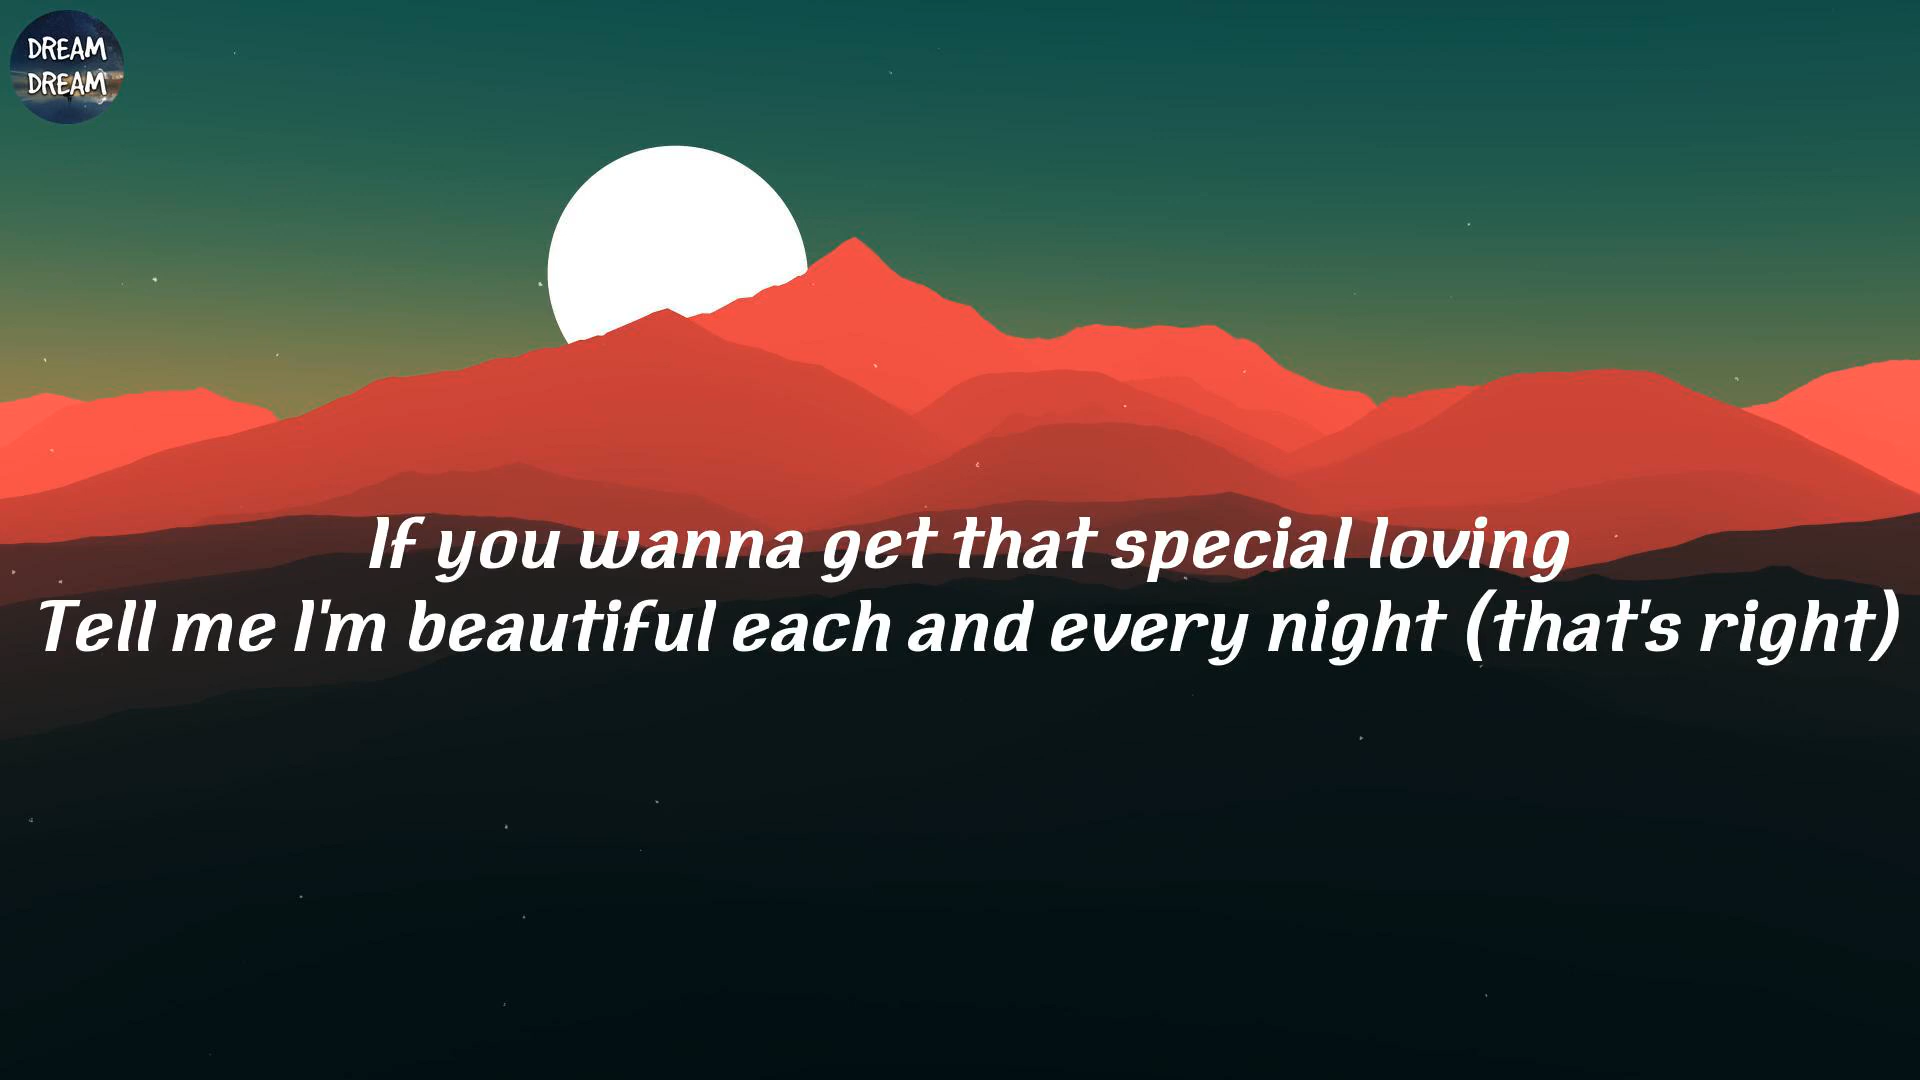 DREAM
DREAM
If you wanna get that special loving
Tell me I'm beautiful each and every night (that's right)